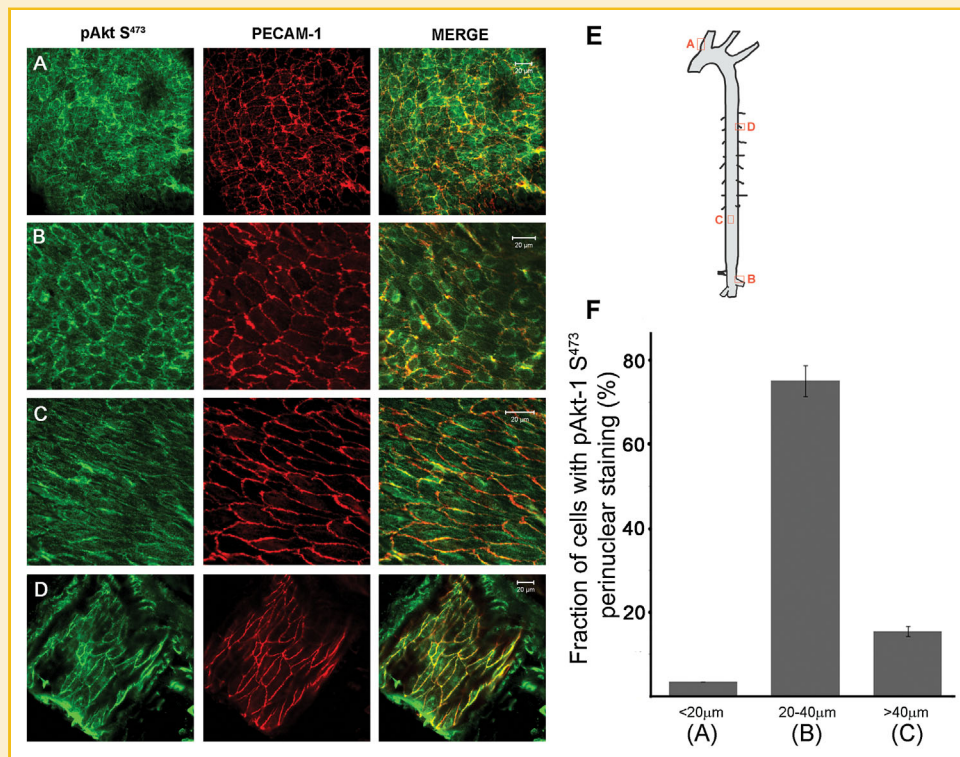 pAkt S⁴⁷³ PECAM-1 MERGE
A
20 µm
B
20 µm
C
20 µm
D
20 µm
E
A
D
C
B
F
Fraction of cells with pAkt-1 S⁴⁷³
perinuclear staining (%)
80
60
40
20
<20µm 20-40µm >40µm
(A) (B) (C)